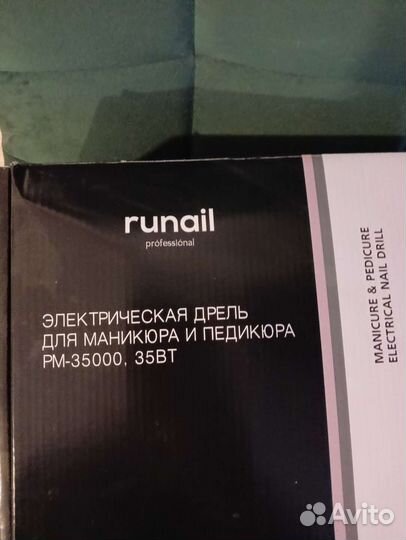 runail
professional
ЭЛЕКТРИЧЕСКАЯ ДРЕЛЬ
ДЛЯ МАНИКЮРА И ПЕДИКЮРА
PM-35000, 35ВТ
MANICURE & PEDICURE
ELECTRICAL NAIL DRILL
Avito